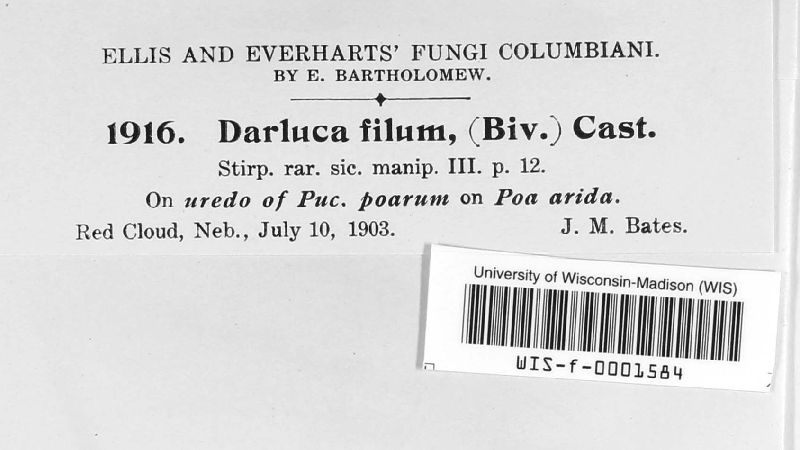 ELLIS AND EVERHARTS' FUNGI COLUMBIANI.
BY E. BARTHOLOMEW.
1916. Darluca filum, (Biv.) Cast.
Stirp. rar. sic. manip. III. p. 12.
On uredo of Puc. poarum on Poa arida.
Red Cloud, Neb., July 10, 1903. J. M. Bates.
University of Wisconsin-Madison (WIS)
WIS-f-0001584